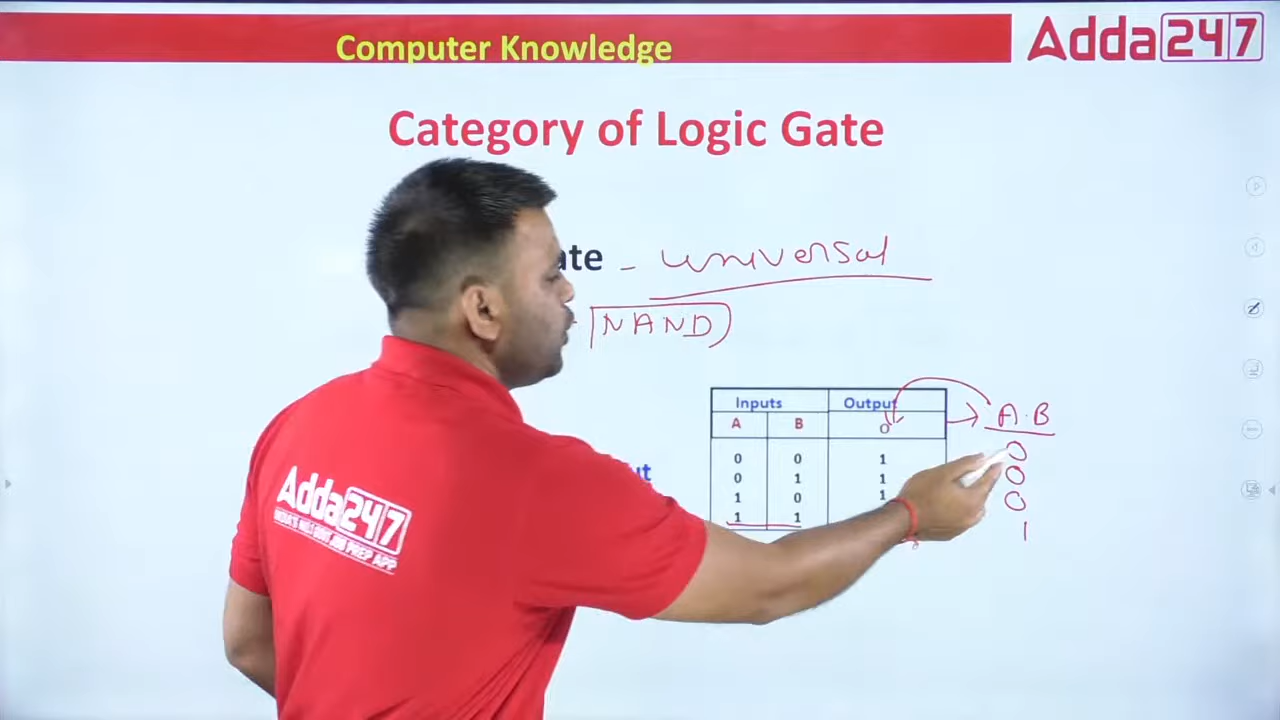 Computer Knowledge
Adda247
Category of Logic Gate
ate - universal
NAND
Inputs Output
A B O A.B
0 0 1 0
0 1 1 0
1 0 1 0
1 1 1
ut
Adda247